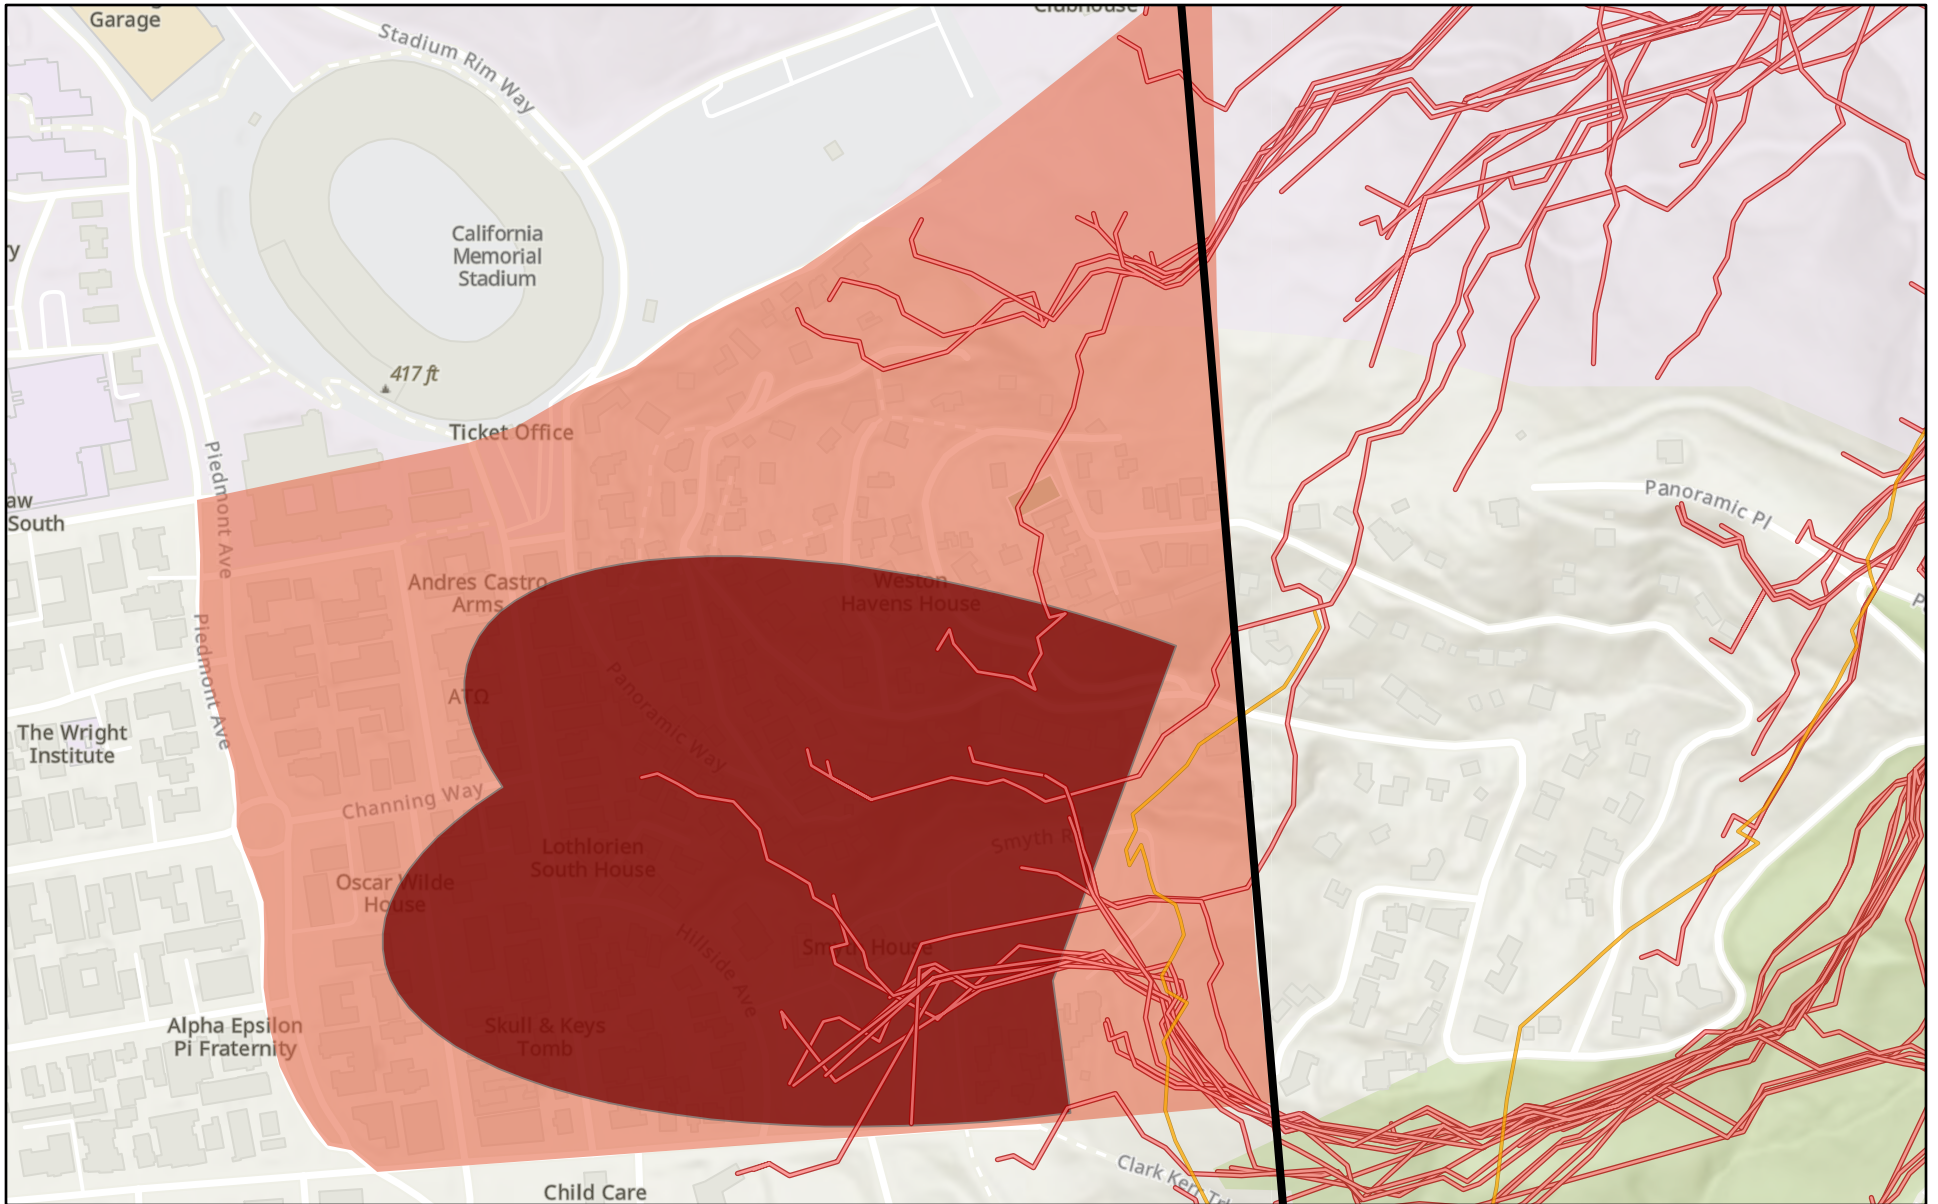 Garage
Clubhouse
Stadium Rim Way
California
Memorial
Stadium
417 ft
Ticket Office
Piedmont Ave
South
Panoramic Pl
Andres Castro
Arms
Weston
Havens House
Piedmont Ave
ΑΤΩ
Panoramic Way
The Wright
Institute
Channing Way
Lothlorien
South House
Smyth R
Oscar Wilde
House
Hillside Ave
Smyth House
Alpha Epsilon
Pi Fraternity
Skull & Keys
Tomb
Clark Kerr
Child Care